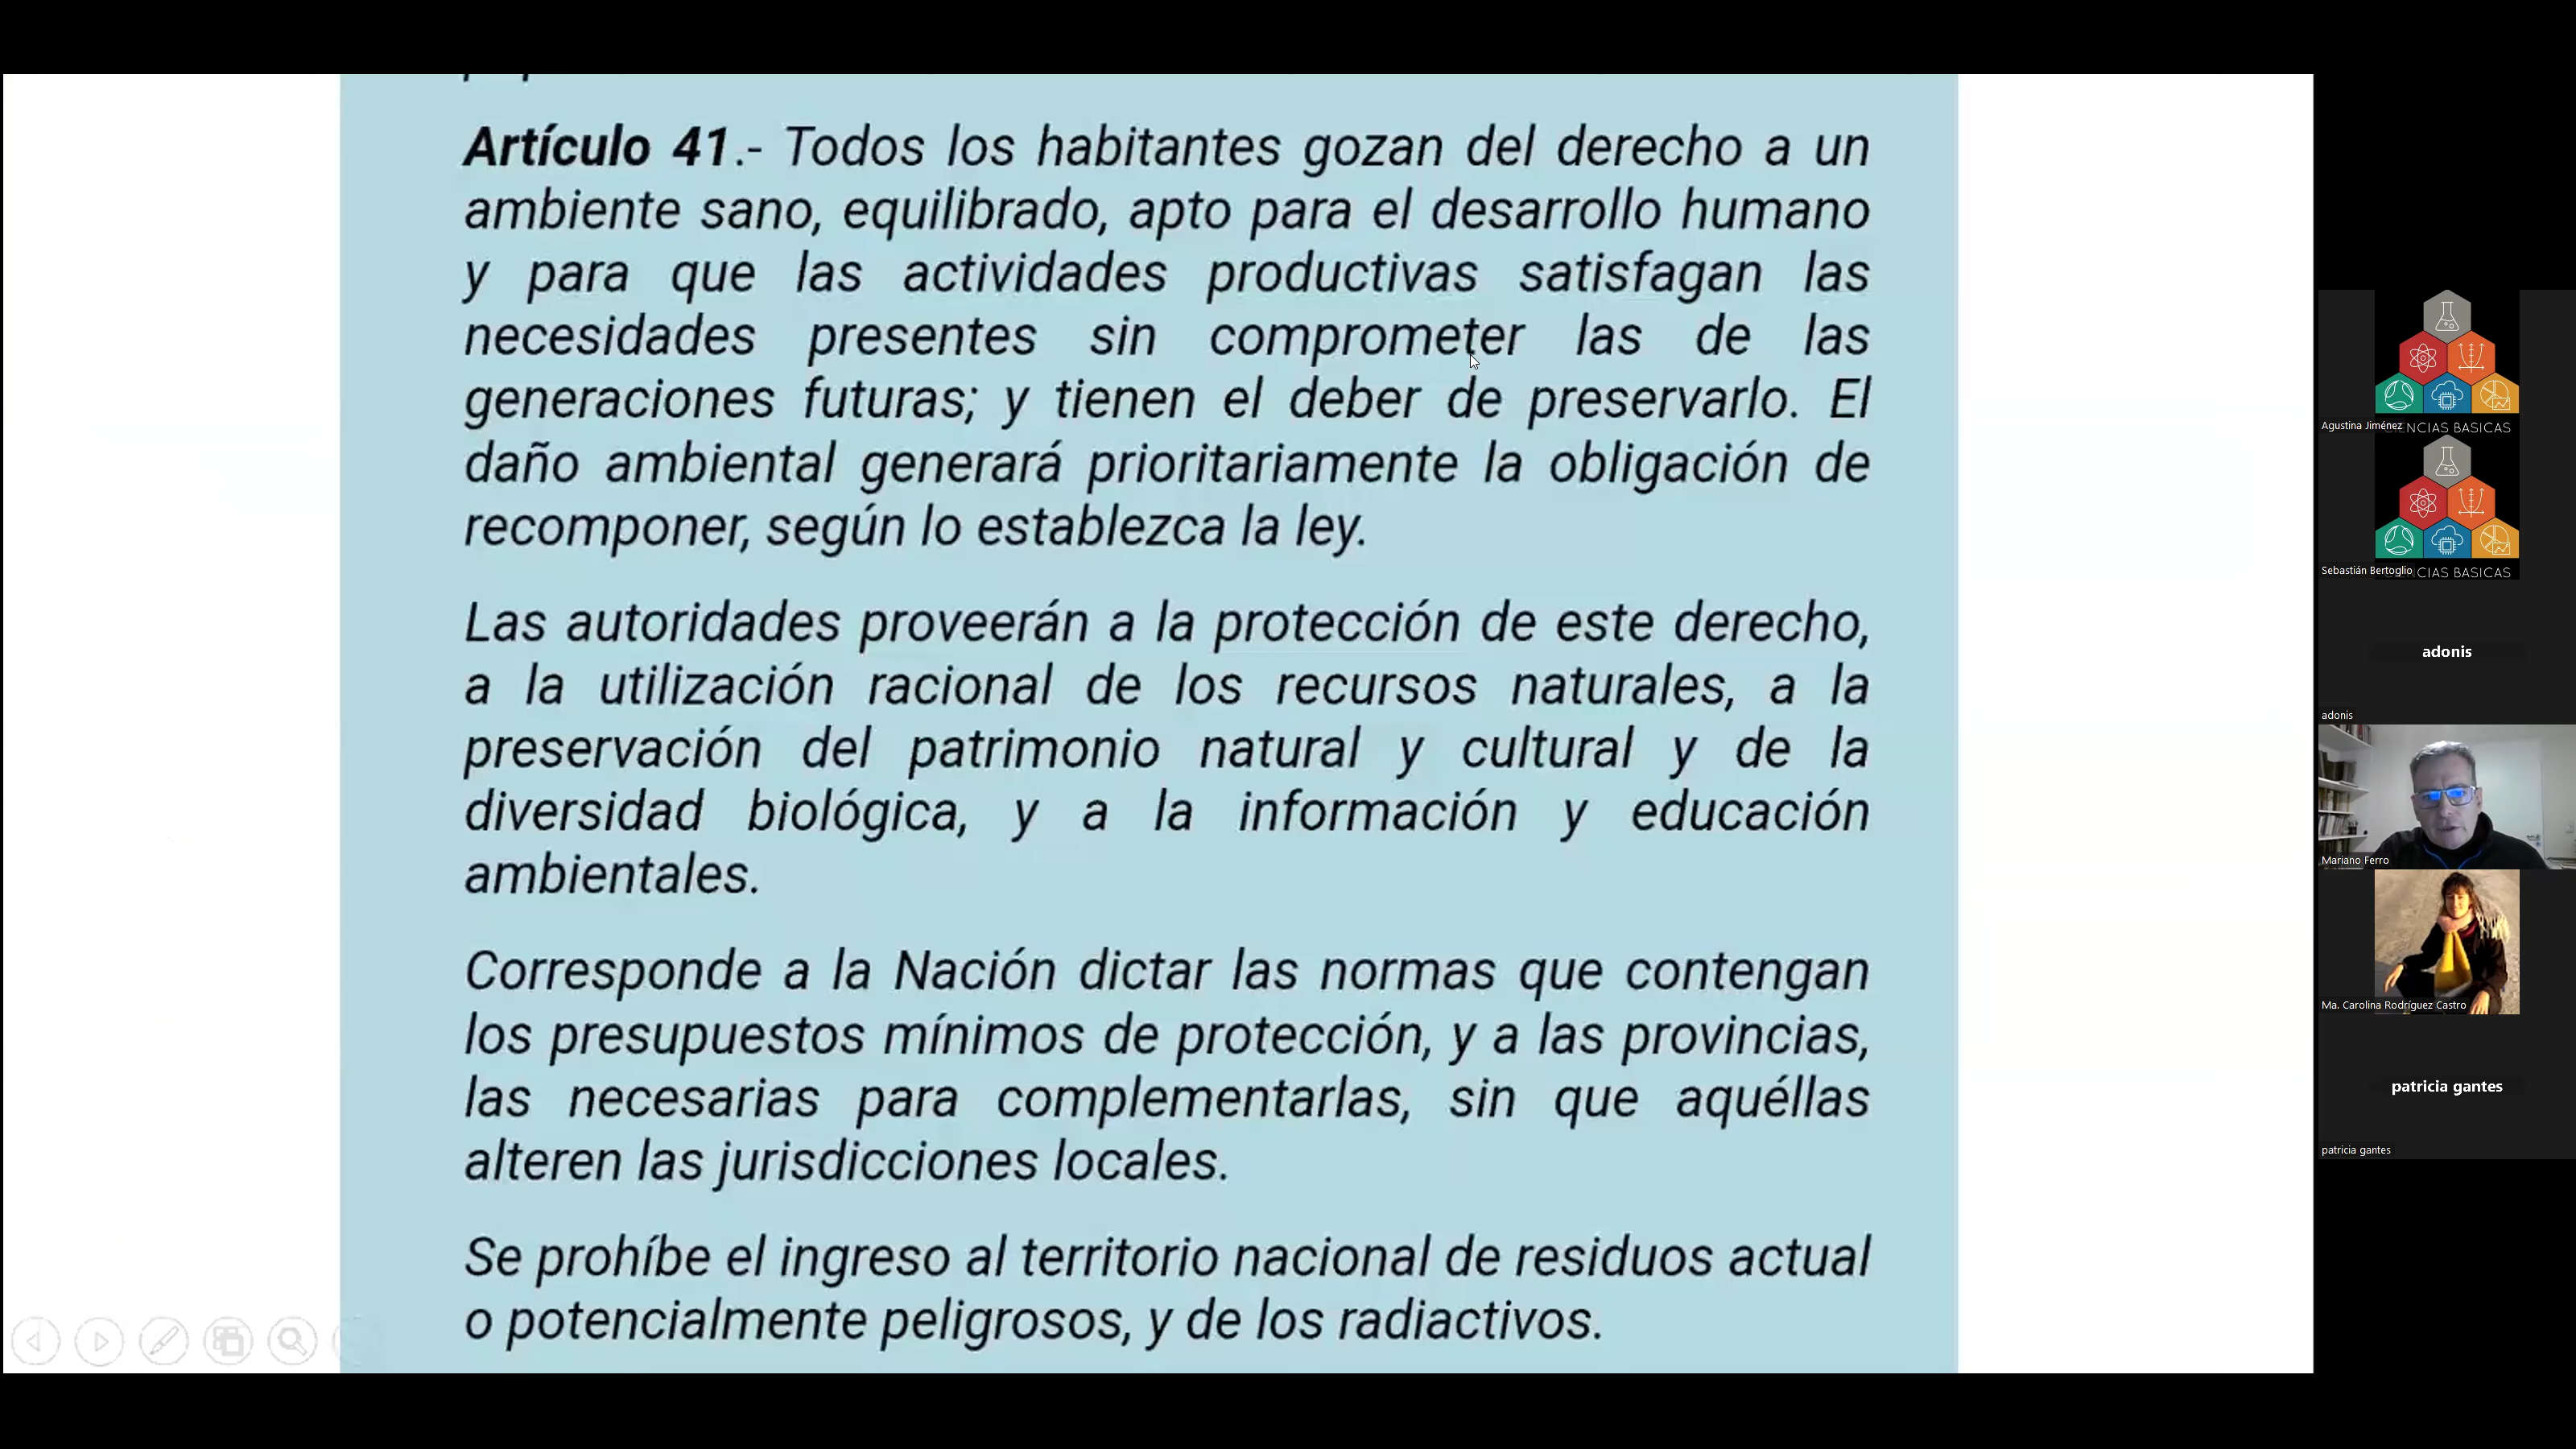 Artículo 41.- Todos los habitantes gozan del derecho a un
ambiente sano, equilibrado, apto para el desarrollo humano
y para que las actividades productivas satisfagan las
necesidades presentes sin comprometer las de las
generaciones futuras; y tienen el deber de preservarlo. El
daño ambiental generará prioritariamente la obligación de
recomponer, según lo establezca la ley.
Las autoridades proveerán a la protección de este derecho,
a la utilización racional de los recursos naturales, a la
preservación del patrimonio natural y cultural y de la
diversidad biológica, y a la información y educación
ambientales.
Corresponde a la Nación dictar las normas que contengan
los presupuestos mínimos de protección, y a las provincias,
las necesarias para complementarlas, sin que aquéllas
alteren las jurisdicciones locales.
Se prohíbe el ingreso al territorio nacional de residuos actual
o potencialmente peligrosos, y de los radiactivos.
Agustina Jiménez
BASICAS
Sebastián Bertoglio
BASICAS
adonis
adonis
Mariano Ferro
Ma. Carolina Rodríguez Castro
patricia gantes
patricia gantes